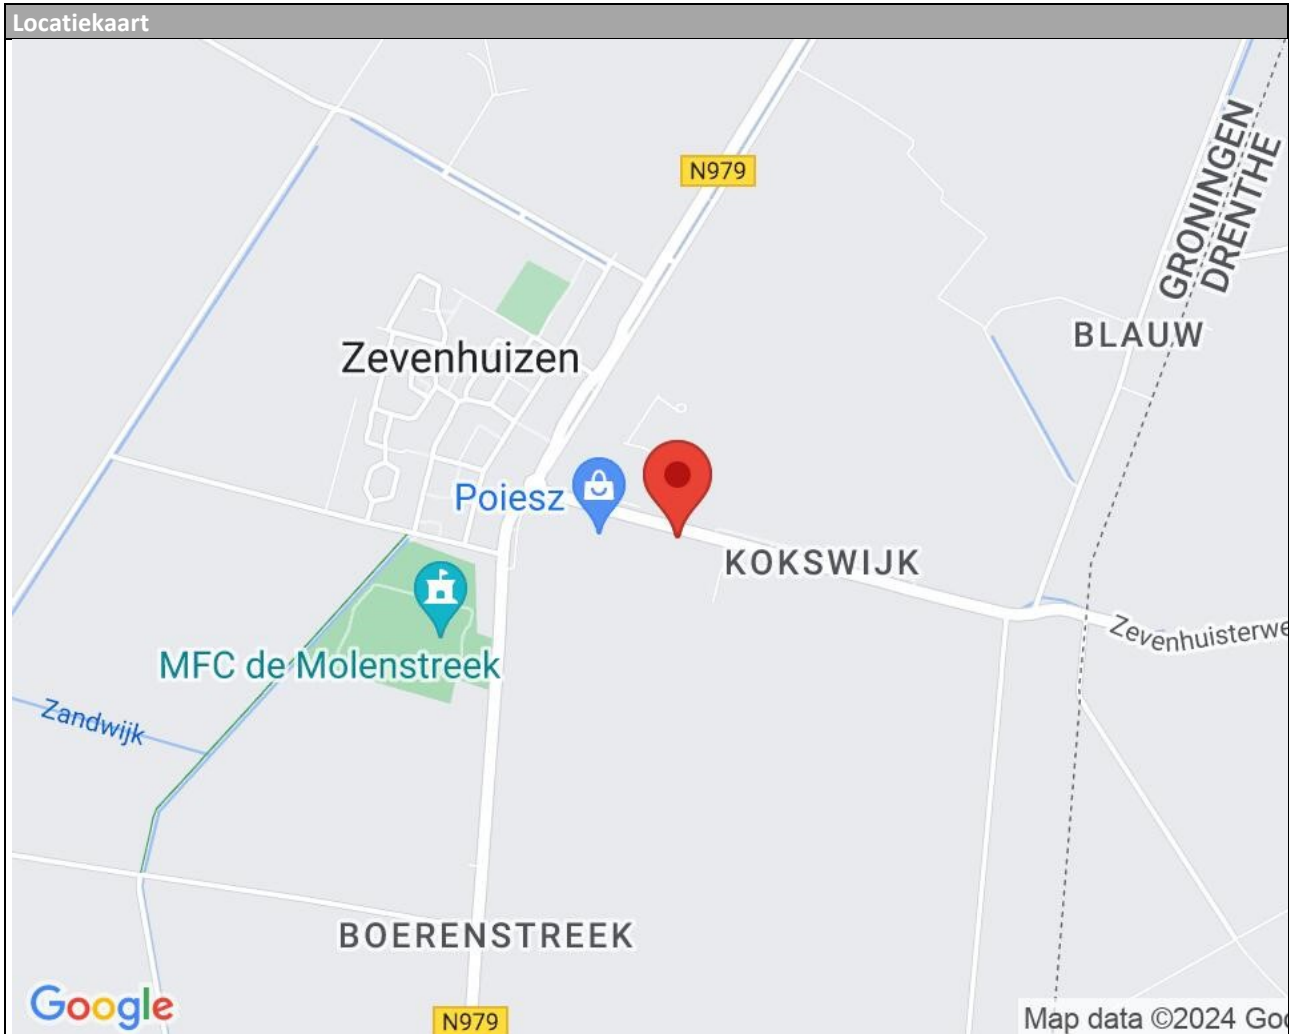 Locatiekaart
N979
GRONINGEN
DRENTHE
BLAUW
Zevenhuizen
Poiesz
KOKSWIJK
Zevenhuisterwe
MFC de Molenstreek
Zandwijk
BOERENSTREEK
Google
N979
Map data ©2024 Goo